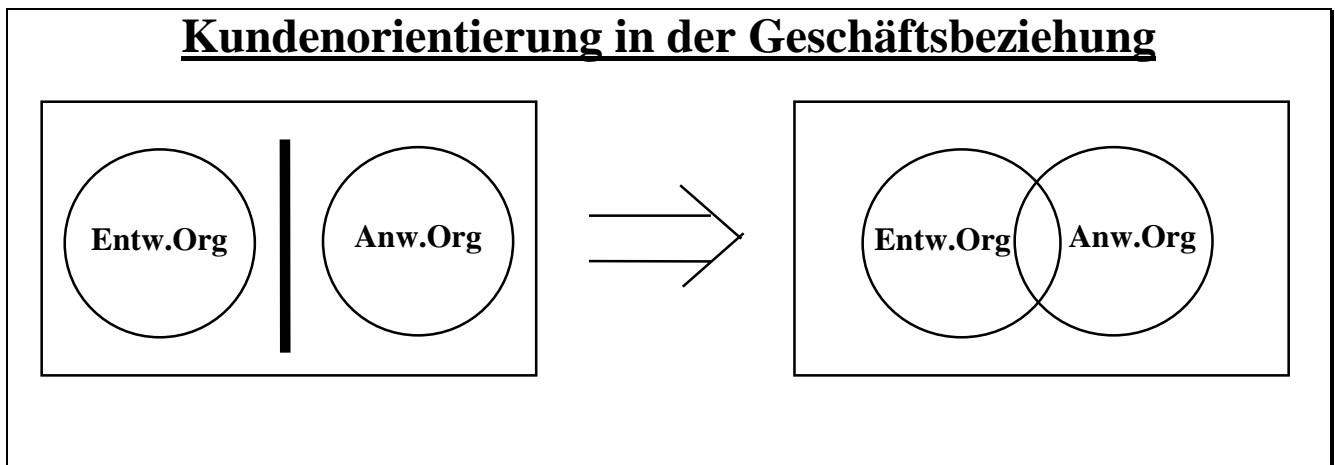 Kundenorientierung in der Geschäftsbeziehung
Entw.Org
Anw.Org
Entw.Org
Anw.Org